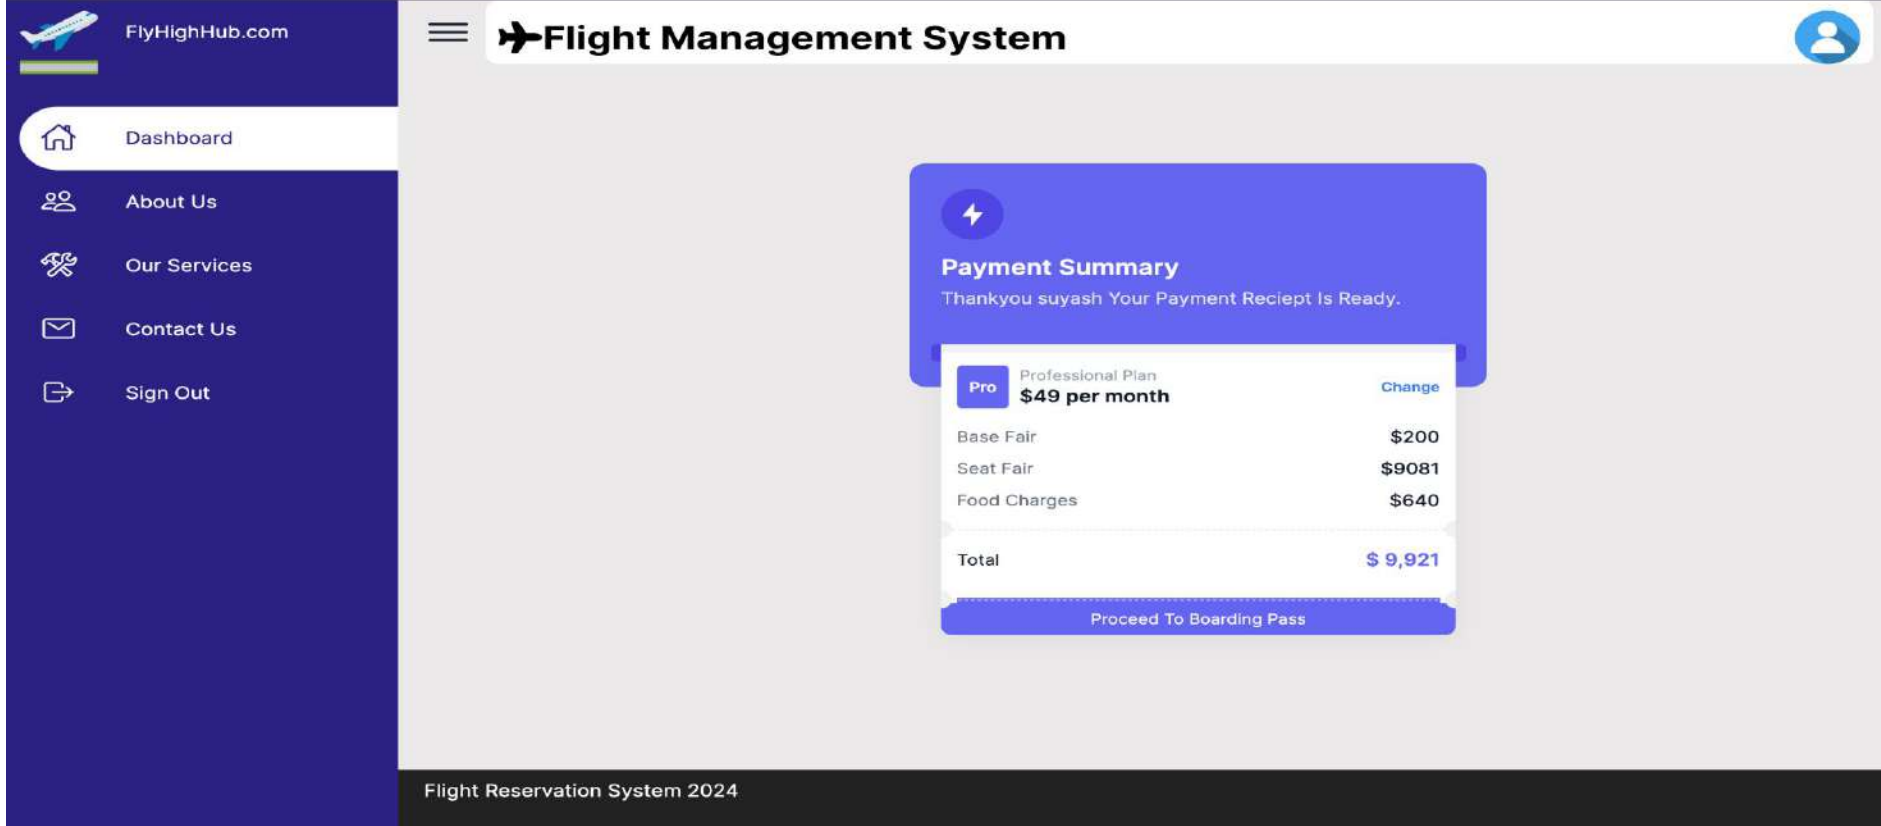 FlyHighHub.com
Dashboard
About Us
Our Services
Contact Us
Sign Out
Flight Management System
Payment Summary
Thankyou suyash Your Payment Reciept Is Ready.
Pro
Professional Plan
$49 per month
Change
Base Fair $200
Seat Fair $9081
Food Charges $640
Total $ 9,921
Proceed To Boarding Pass
Flight Reservation System 2024